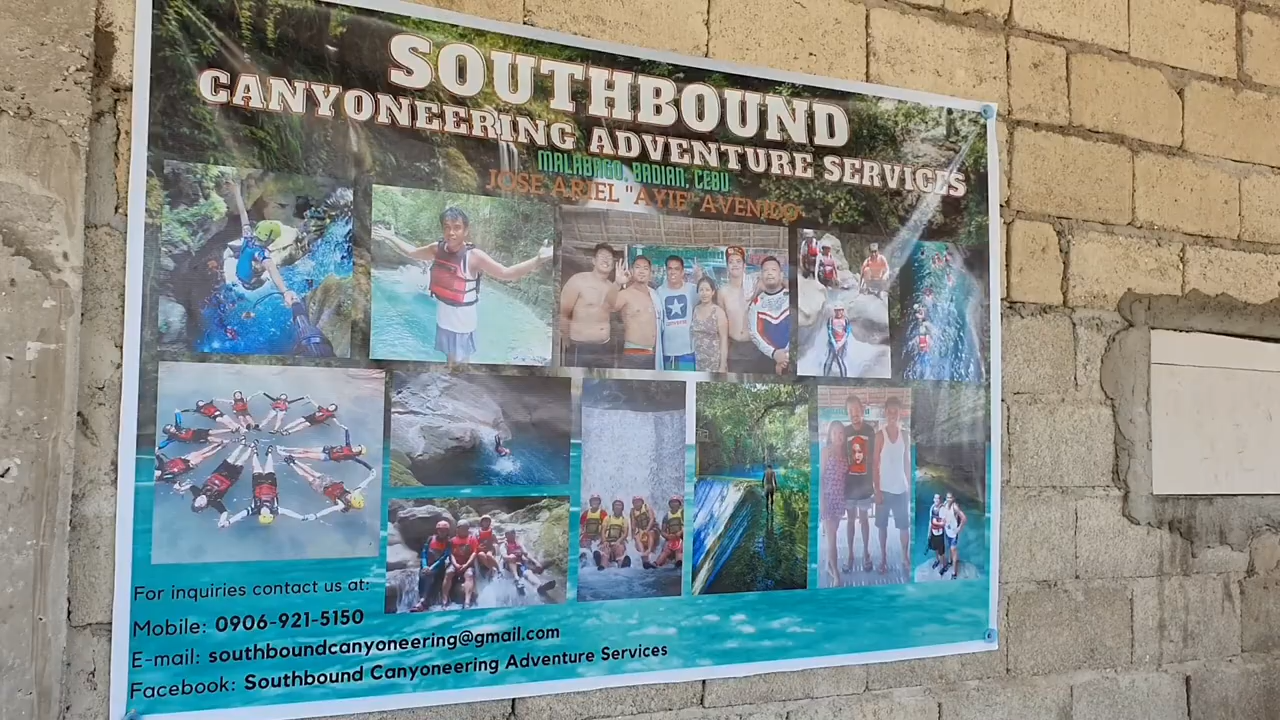 SOUTHBOUND
CANYONEERING ADVENTURE SERVICES
MALABAGO, BADIAN, CEBU
JOSE ARIEL "AYIE" AVENIDO
For inquiries contact us at:
Mobile: 0906-921-5150
E-mail: southboundcanyoneering@gmail.com
Facebook: Southbound Canyoneering Adventure Services